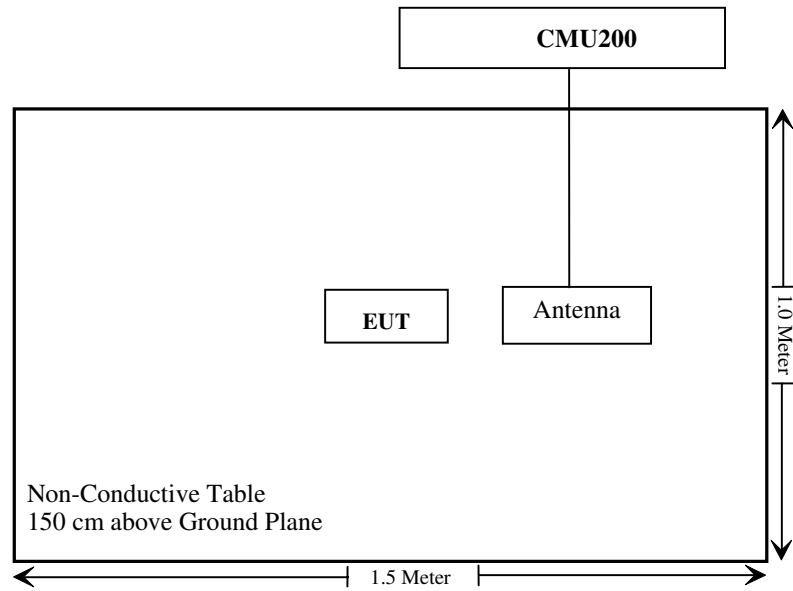 CMU200
EUT
Antenna
1.0 Meter
Non-Conductive Table
150 cm above Ground Plane
1.5 Meter